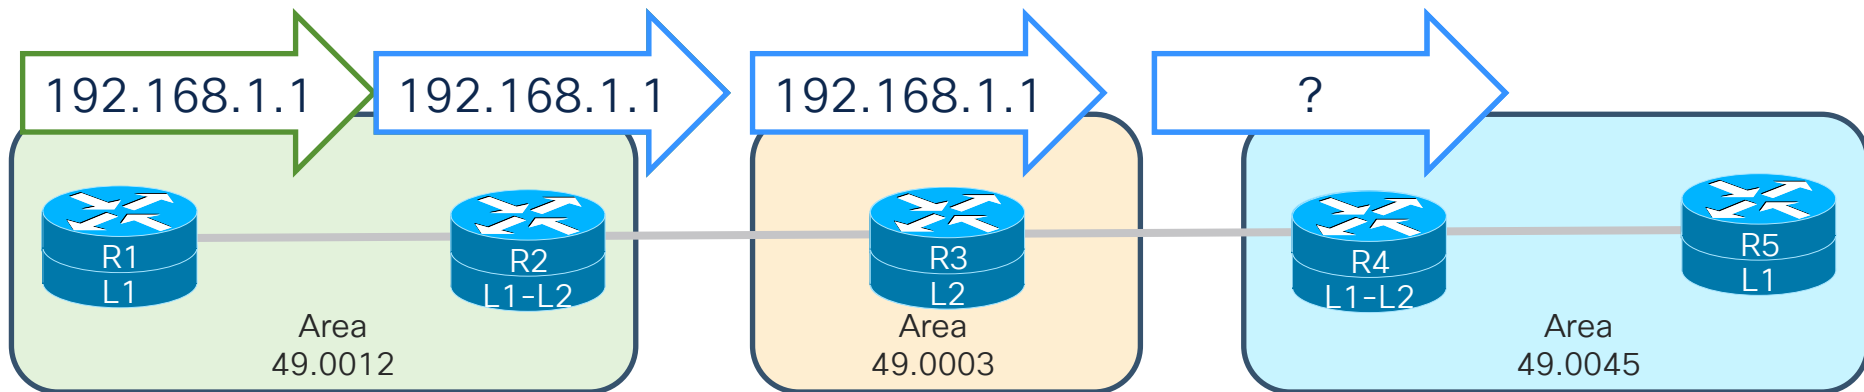 192.168.1.1
192.168.1.1
192.168.1.1
?
R1
L1
R2
L1-L2
Area
49.0012
R3
L2
Area
49.0003
R4
L1-L2
R5
L1
Area
49.0045